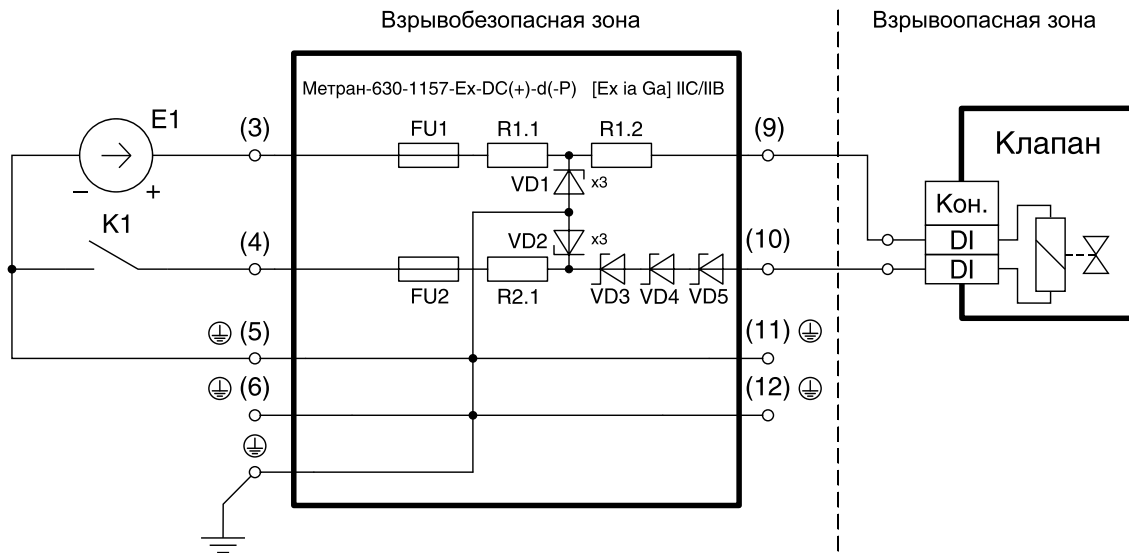 Взрывобезопасная зона
Взрывоопасная зона
Метран-630-1157-Ex-DC(+)-d(-P) [Ex ia Ga] IIC/IIB
E1
(3)
FU1
R1.1
R1.2
(9)
Клапан
− +
VD1
x3
K1
Кон.
(4)
VD2
x3
(10)
DI
DI
FU2
R2.1
VD3
VD4
VD5
(5)
(11)
(6)
(12)